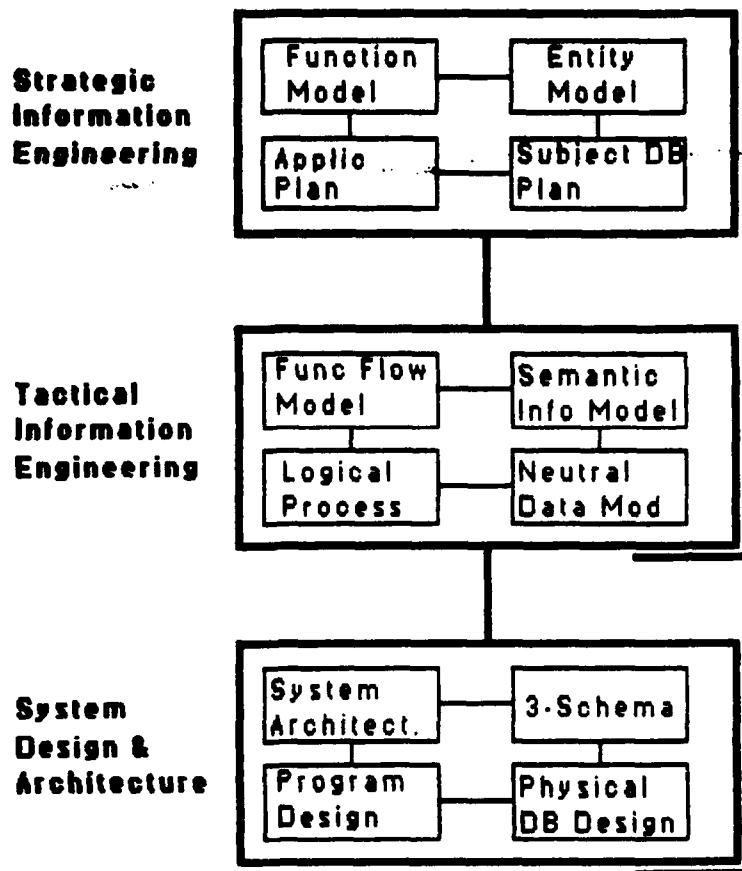 Strategic
Information
Engineering
Function
Model
Entity
Model
Applic
Plan
Subject DB
Plan
Tactical
Information
Engineering
Func Flow
Model
Semantic
Info Model
Logical
Process
Neutral
Data Mod
System
Design &
Architecture
System
Architect.
3-Schema
Program
Design
Physical
DB Design